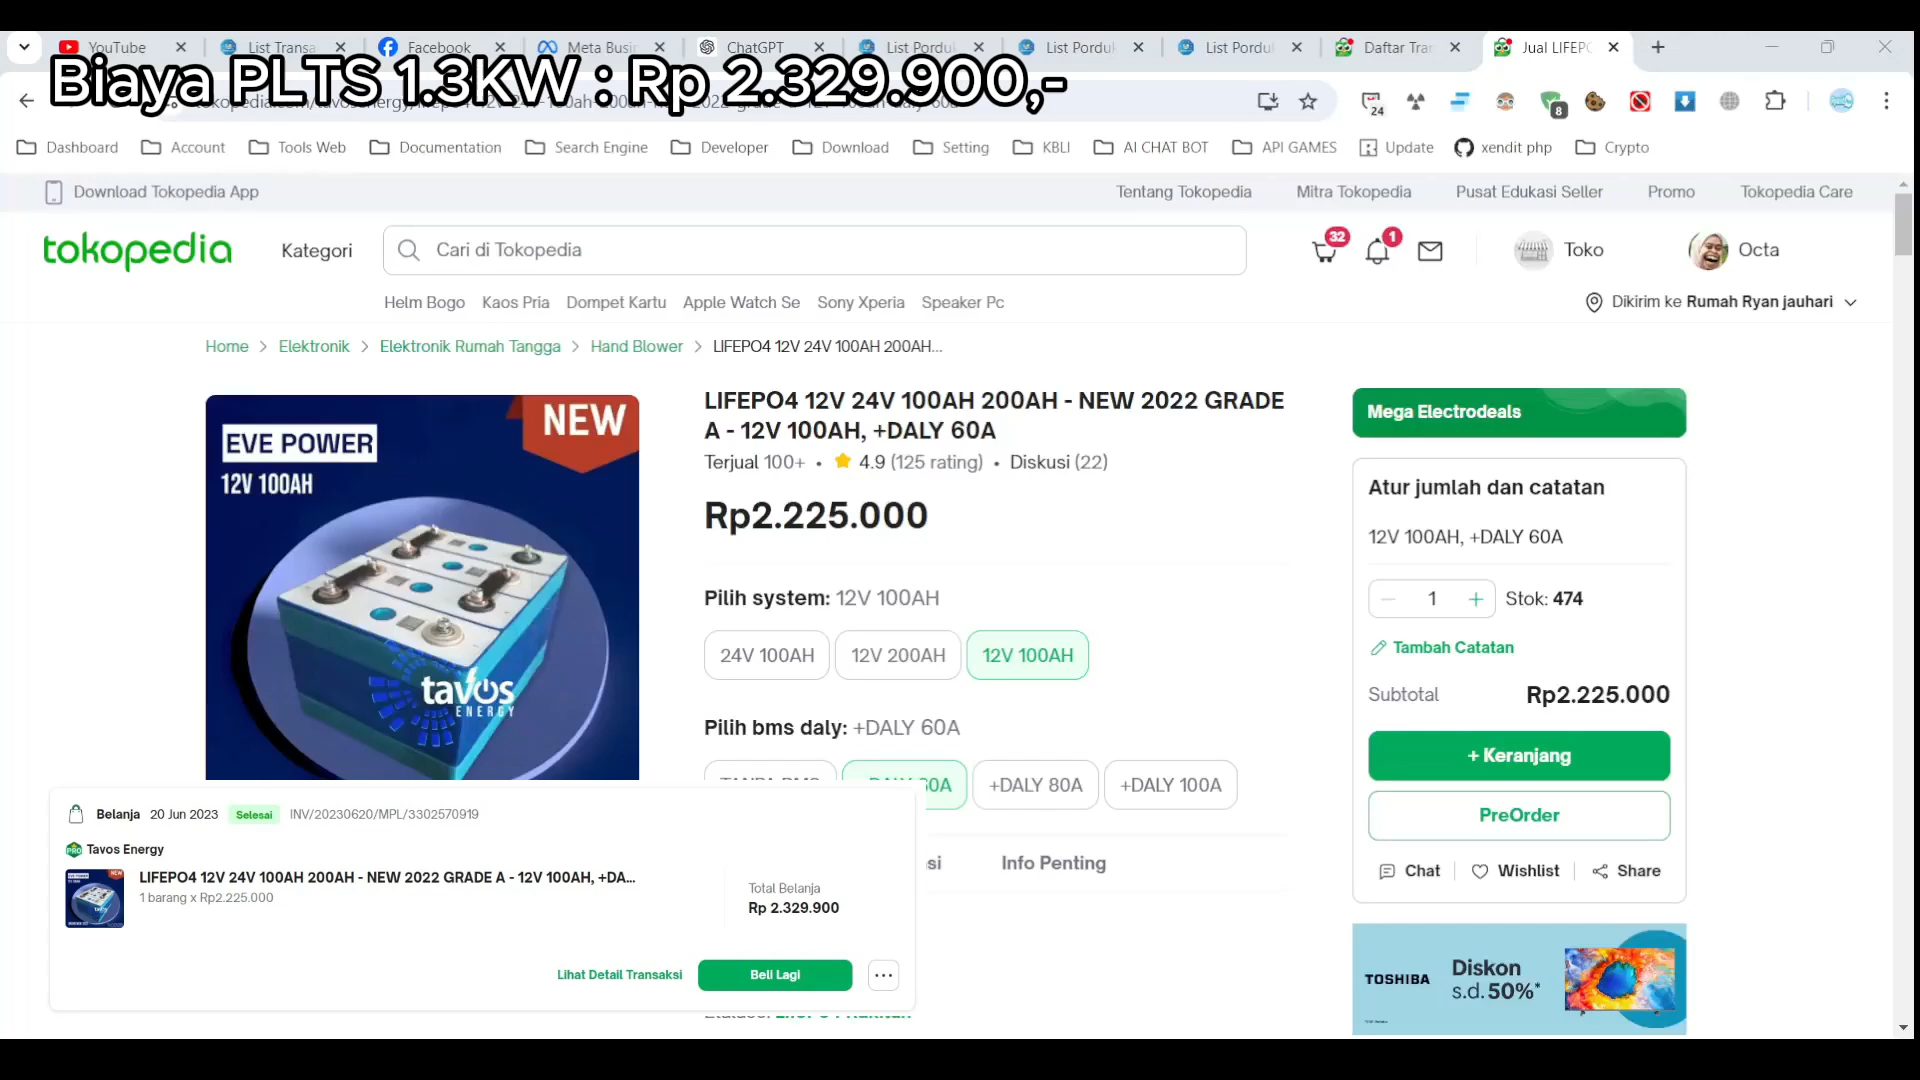 YouTube
List Transa
Facebook
Meta Busi
ChatGPT
List Porduk
List Porduk
List Porduk
Daftar Tran
Jual LIFEPO
Biaya PLTS 1.3KW : Rp 2.329.900,-
24
8
Dashboard
Account
Tools Web
Documentation
Search Engine
Developer
Download
Setting
KBLI
AI CHAT BOT
API GAMES
Update
xendit php
Crypto
Download Tokopedia App
Tentang Tokopedia
Mitra Tokopedia
Pusat Edukasi Seller
Promo
Tokopedia Care
tokopedia
Kategori
Cari di Tokopedia
32
1
Toko
Octa
Helm Bogo
Kaos Pria
Dompet Kartu
Apple Watch Se
Sony Xperia
Speaker Pc
Dikirim ke Rumah Ryan jauhari
Home > Elektronik > Elektronik Rumah Tangga > Hand Blower > LIFEPO4 12V 24V 100AH 200AH...
NEW
EVE POWER
12V 100AH
tavos
ENERGY
LIFEPO4 12V 24V 100AH 200AH - NEW 2022 GRADE
A - 12V 100AH, +DALY 60A
Terjual 100+ • 4.9 (125 rating) • Diskusi (22)
Rp2.225.000
Pilih system: 12V 100AH
24V 100AH
12V 200AH
12V 100AH
Pilih bms daly: +DALY 60A
+DALY 80A
+DALY 100A
Info Penting
Mega Electrodeals
Atur jumlah dan catatan
12V 100AH, +DALY 60A
1
Stok: 474
Tambah Catatan
Subtotal
Rp2.225.000
+ Keranjang
PreOrder
Chat
Wishlist
Share
TOSHIBA
Diskon
s.d. 50%*
Belanja 20 Jun 2023 Selesai INV/20230620/MPL/3302570919
PRO Tavos Energy
LIFEPO4 12V 24V 100AH 200AH - NEW 2022 GRADE A - 12V 100AH, +DA...
1 barang x Rp2.225.000
Total Belanja
Rp 2.329.900
Lihat Detail Transaksi
Beli Lagi